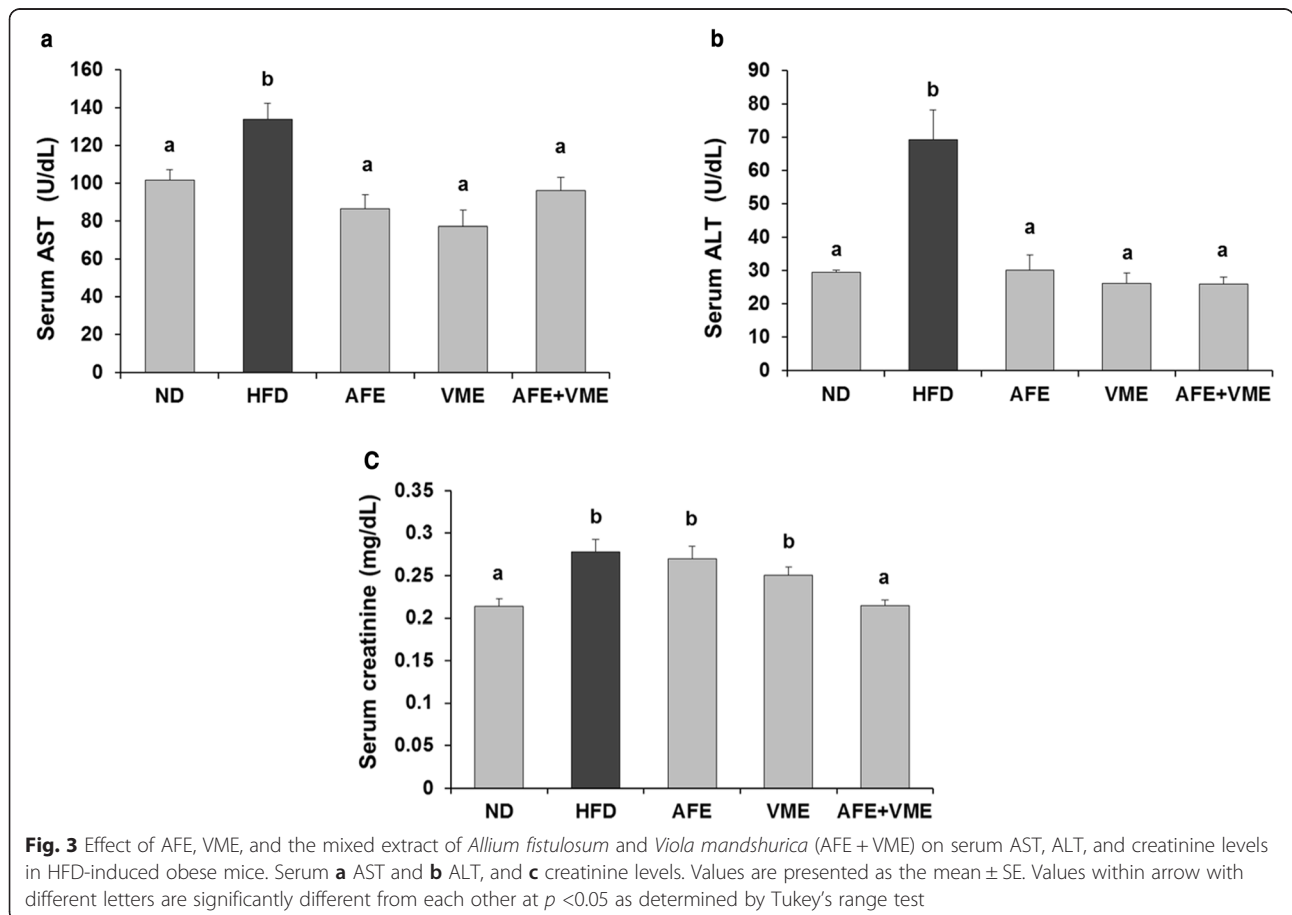 a
160
140
120
100
80
60
40
20
0
Serum AST (U/dL)
a
b
a
a
a
ND HFD AFE VME AFE+VME
b
90
80
70
60
50
40
30
20
10
0
Serum ALT (U/dL)
a
b
a
a
a
ND HFD AFE VME AFE+VME
c
0.35
0.3
0.25
0.2
0.15
0.1
0.05
0
Serum creatinine (mg/dL)
a
b
b
b
a
ND HFD AFE VME AFE+VME
Fig. 3 Effect of AFE, VME, and the mixed extract of Allium fistulosum and Viola mandshurica (AFE + VME) on serum AST, ALT, and creatinine levels
in HFD-induced obese mice. Serum a AST and b ALT, and c creatinine levels. Values are presented as the mean ± SE. Values within arrow with
different letters are significantly different from each other at p <0.05 as determined by Tukey's range test